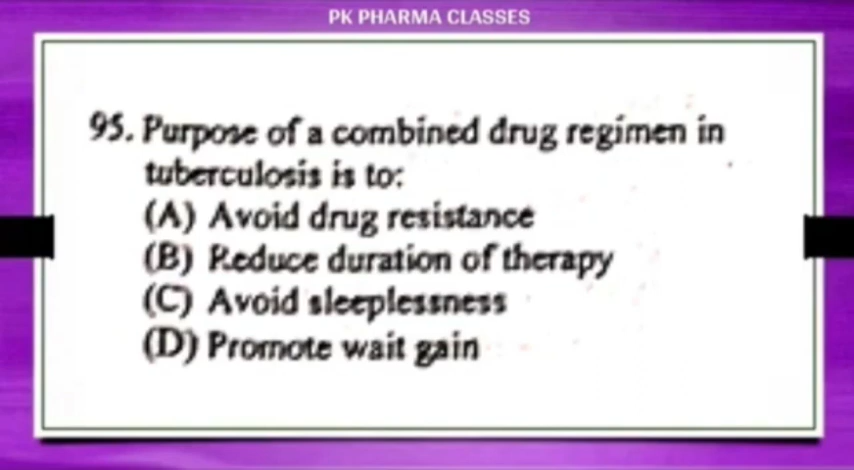 PK PHARMA CLASSES
95. Purpose of a combined drug regimen in
tuberculosis is to:
(A) Avoid drug resistance
(B) Reduce duration of therapy
(C) Avoid sleeplessness
(D) Promote wait gain